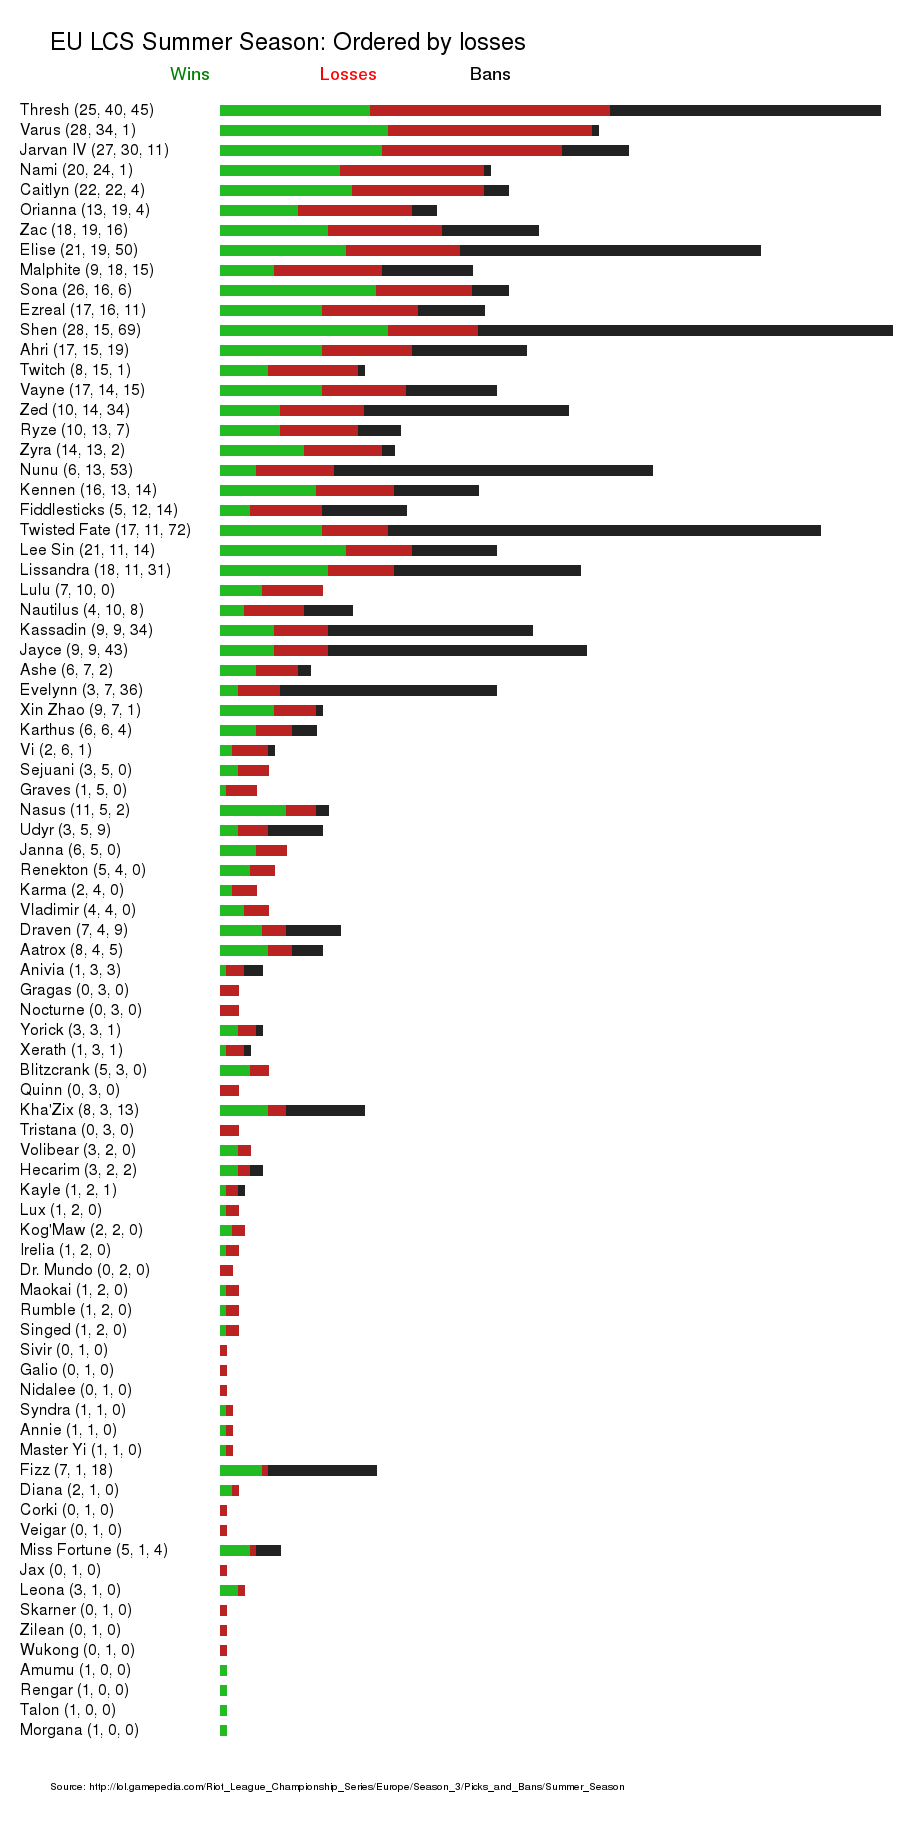 EU LCS Summer Season: Ordered by losses
Wins Losses Bans
Thresh (25, 40, 45)
Varus (28, 34, 1)
Jarvan IV (27, 30, 11)
Nami (20, 24, 1)
Caitlyn (22, 22, 4)
Orianna (13, 19, 4)
Zac (18, 19, 16)
Elise (21, 19, 50)
Malphite (9, 18, 15)
Sona (26, 16, 6)
Ezreal (17, 16, 11)
Shen (28, 15, 69)
Ahri (17, 15, 19)
Twitch (8, 15, 1)
Vayne (17, 14, 15)
Zed (10, 14, 34)
Ryze (10, 13, 7)
Zyra (14, 13, 2)
Nunu (6, 13, 53)
Kennen (16, 13, 14)
Fiddlesticks (5, 12, 14)
Twisted Fate (17, 11, 72)
Lee Sin (21, 11, 14)
Lissandra (18, 11, 31)
Lulu (7, 10, 0)
Nautilus (4, 10, 8)
Kassadin (9, 9, 34)
Jayce (9, 9, 43)
Ashe (6, 7, 2)
Evelynn (3, 7, 36)
Xin Zhao (9, 7, 1)
Karthus (6, 6, 4)
Vi (2, 6, 1)
Sejuani (3, 5, 0)
Graves (1, 5, 0)
Nasus (11, 5, 2)
Udyr (3, 5, 9)
Janna (6, 5, 0)
Renekton (5, 4, 0)
Karma (2, 4, 0)
Vladimir (4, 4, 0)
Draven (7, 4, 9)
Aatrox (8, 4, 5)
Anivia (1, 3, 3)
Gragas (0, 3, 0)
Nocturne (0, 3, 0)
Yorick (3, 3, 1)
Xerath (1, 3, 1)
Blitzcrank (5, 3, 0)
Quinn (0, 3, 0)
Kha'Zix (8, 3, 13)
Tristana (0, 3, 0)
Volibear (3, 2, 0)
Hecarim (3, 2, 2)
Kayle (1, 2, 1)
Lux (1, 2, 0)
Kog'Maw (2, 2, 0)
Irelia (1, 2, 0)
Dr. Mundo (0, 2, 0)
Maokai (1, 2, 0)
Rumble (1, 2, 0)
Singed (1, 2, 0)
Sivir (0, 1, 0)
Galio (0, 1, 0)
Nidalee (0, 1, 0)
Syndra (1, 1, 0)
Annie (1, 1, 0)
Master Yi (1, 1, 0)
Fizz (7, 1, 18)
Diana (2, 1, 0)
Corki (0, 1, 0)
Veigar (0, 1, 0)
Miss Fortune (5, 1, 4)
Jax (0, 1, 0)
Leona (3, 1, 0)
Skarner (0, 1, 0)
Zilean (0, 1, 0)
Wukong (0, 1, 0)
Amumu (1, 0, 0)
Rengar (1, 0, 0)
Talon (1, 0, 0)
Morgana (1, 0, 0)
Source: http://lol.gamepedia.com/Riot_League_Championship_Series/Europe/Season_3/Picks_and_Bans/Summer_Season